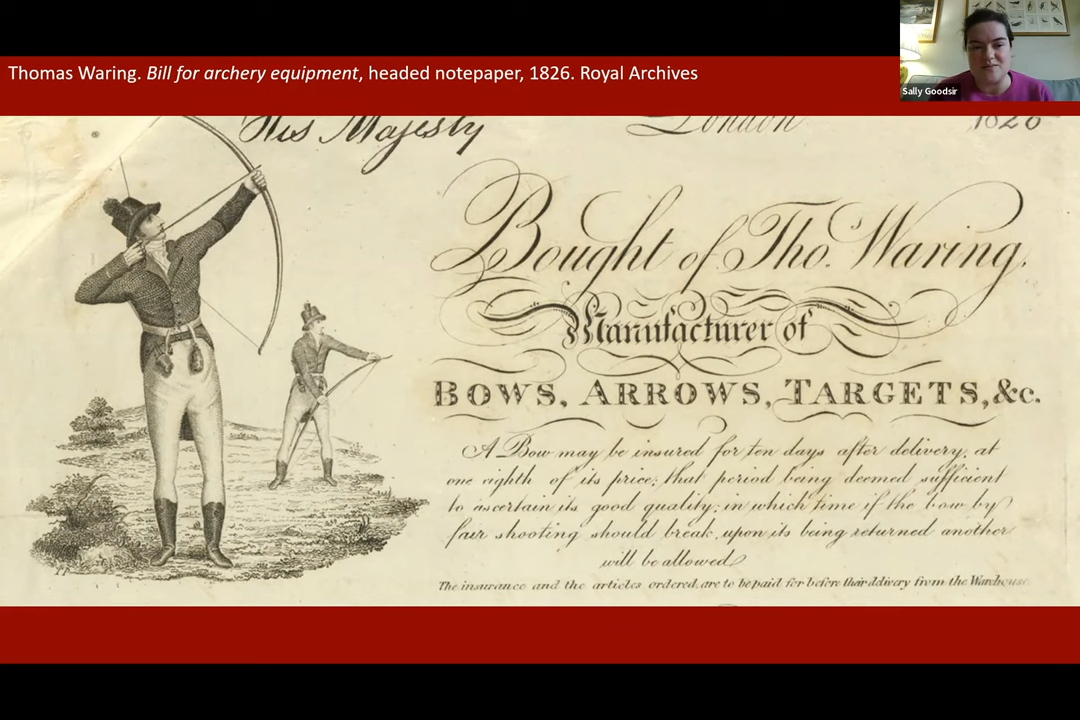 Thomas Waring. Bill for archery equipment, headed notepaper, 1826. Royal Archives
Sally Goodsir
His Majesty London 1826
Bought of Tho. Waring.
Manufacturer of
BOWS, ARROWS, TARGETS, &c.
A Bow may be insured for ten days after delivery, at
one eighth of its price; that period being deemed sufficient
to ascertain its good quality; in which time if the bow by
fair shooting should break, upon its being returned another
will be allowed
The insurance and the articles ordered, are to be paid for before their delivery from the Warehouse